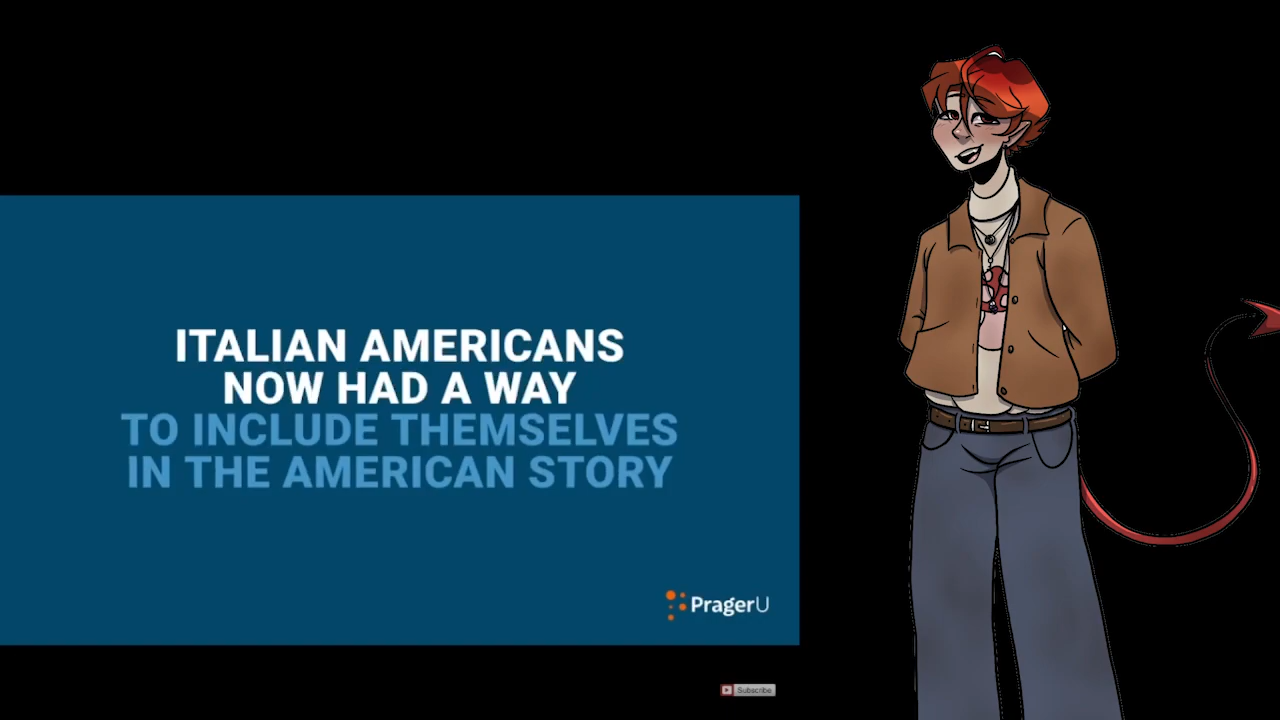 ITALIAN AMERICANS
NOW HAD A WAY
TO INCLUDE THEMSELVES
IN THE AMERICAN STORY
PragerU
Subscribe